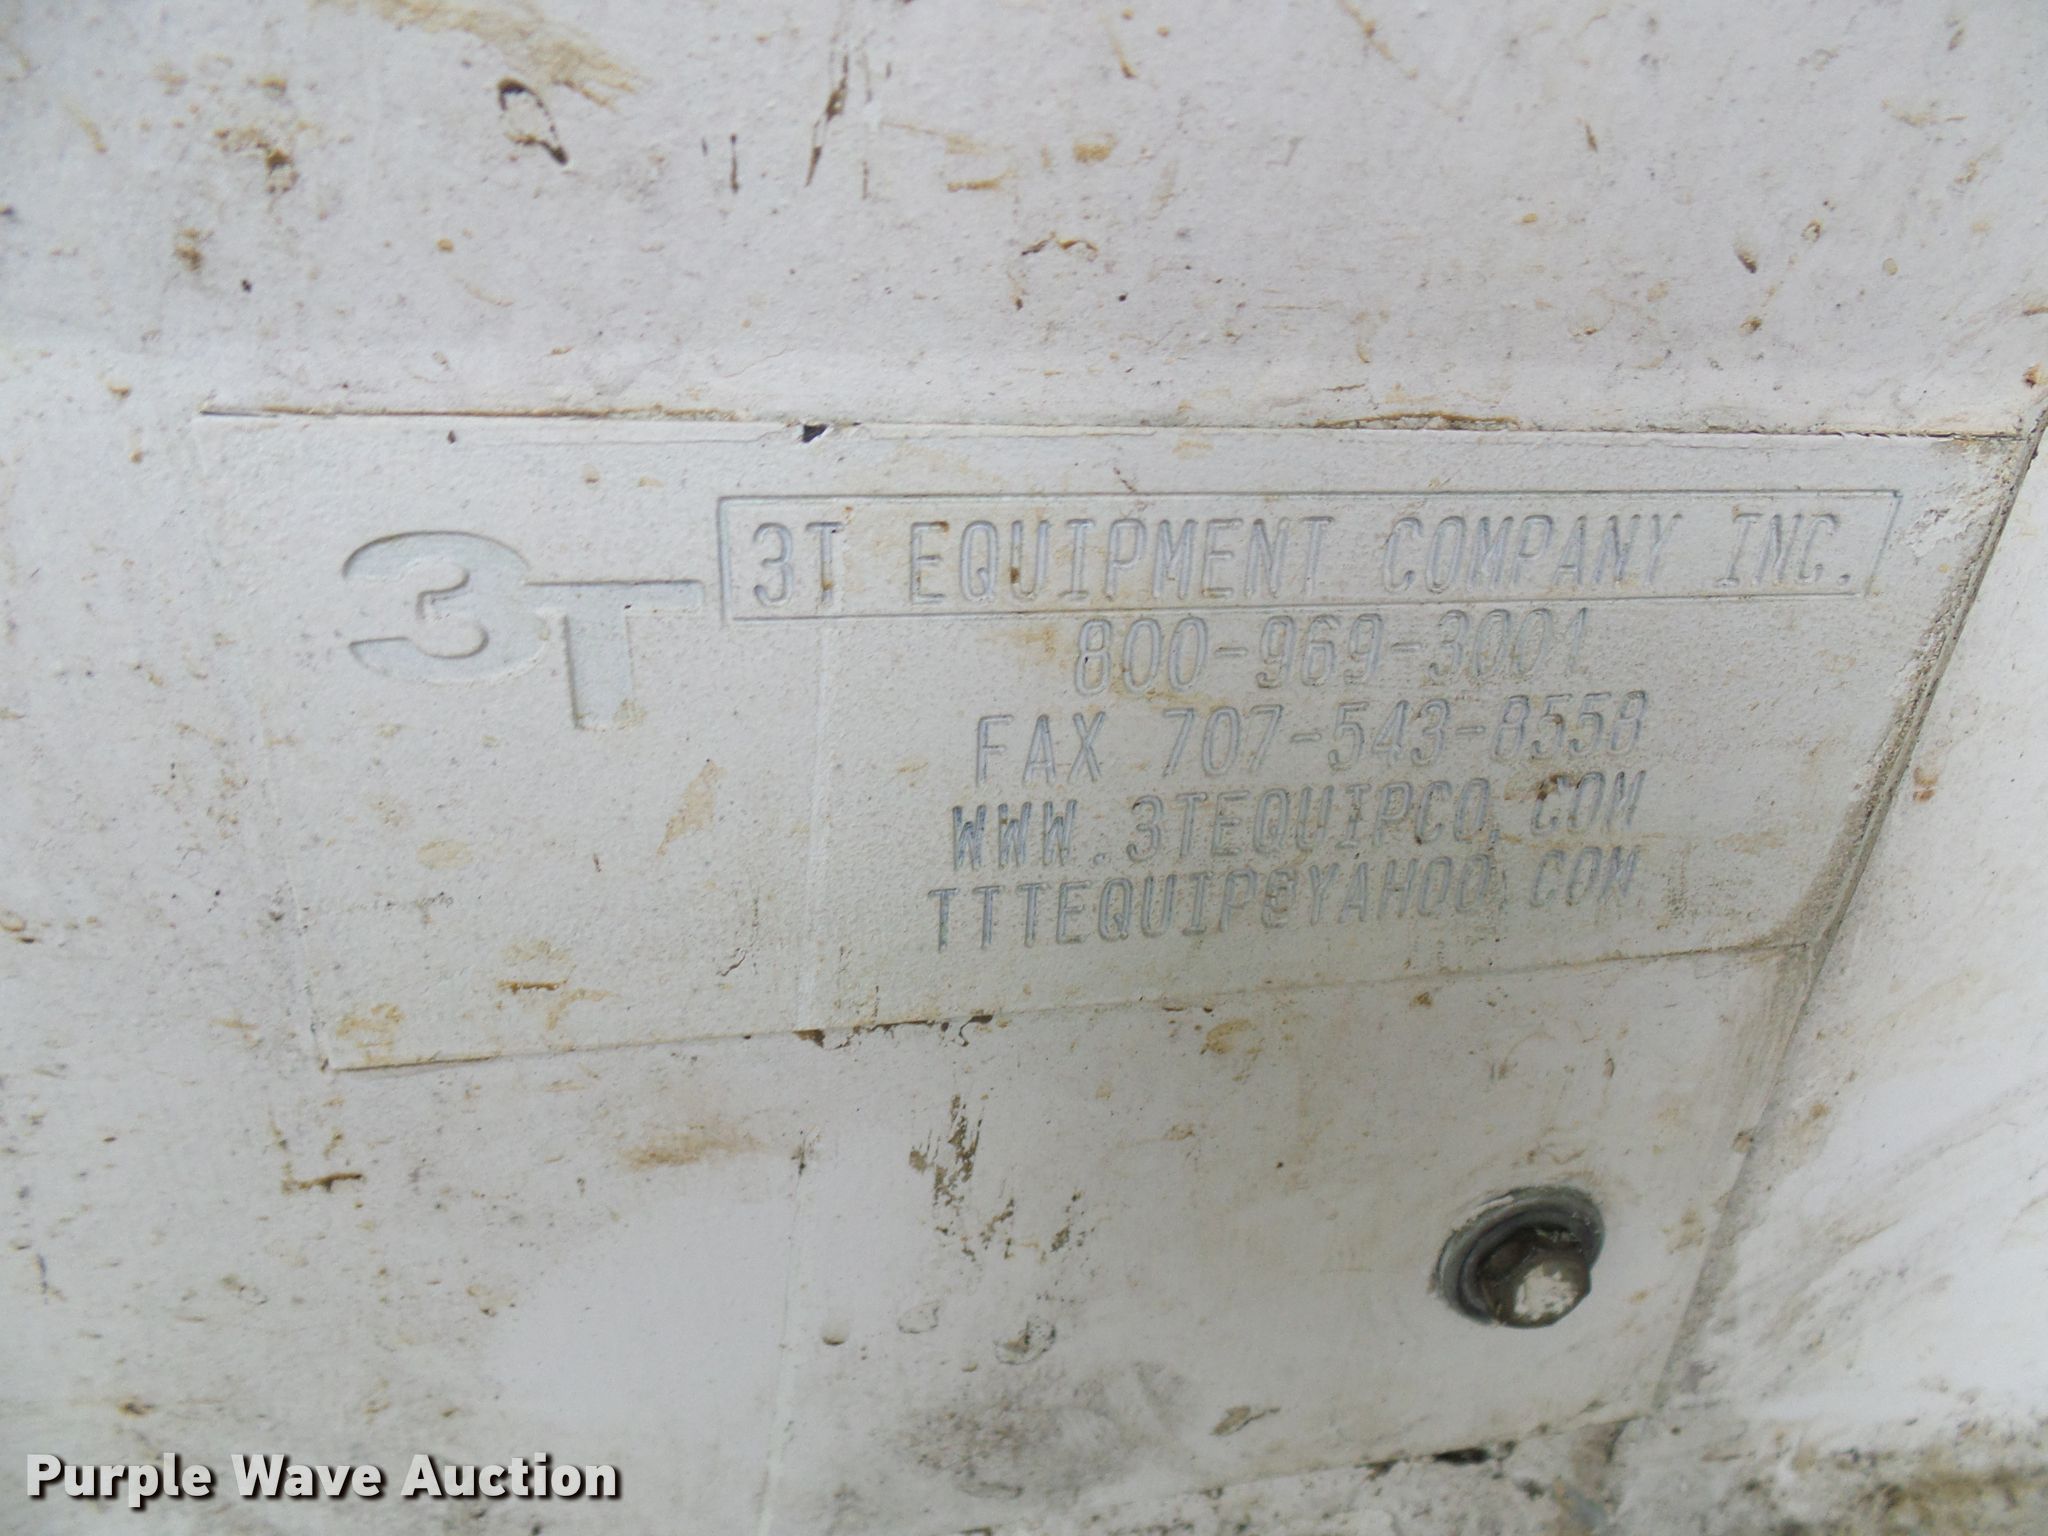 3T
3T EQUIPMENT COMPANY INC.
800-969-3001
FAX 707-543-8558
WWW.3TEQUIPCO.COM
TTTEQUIP@YAHOO.COM
Purple Wave Auction